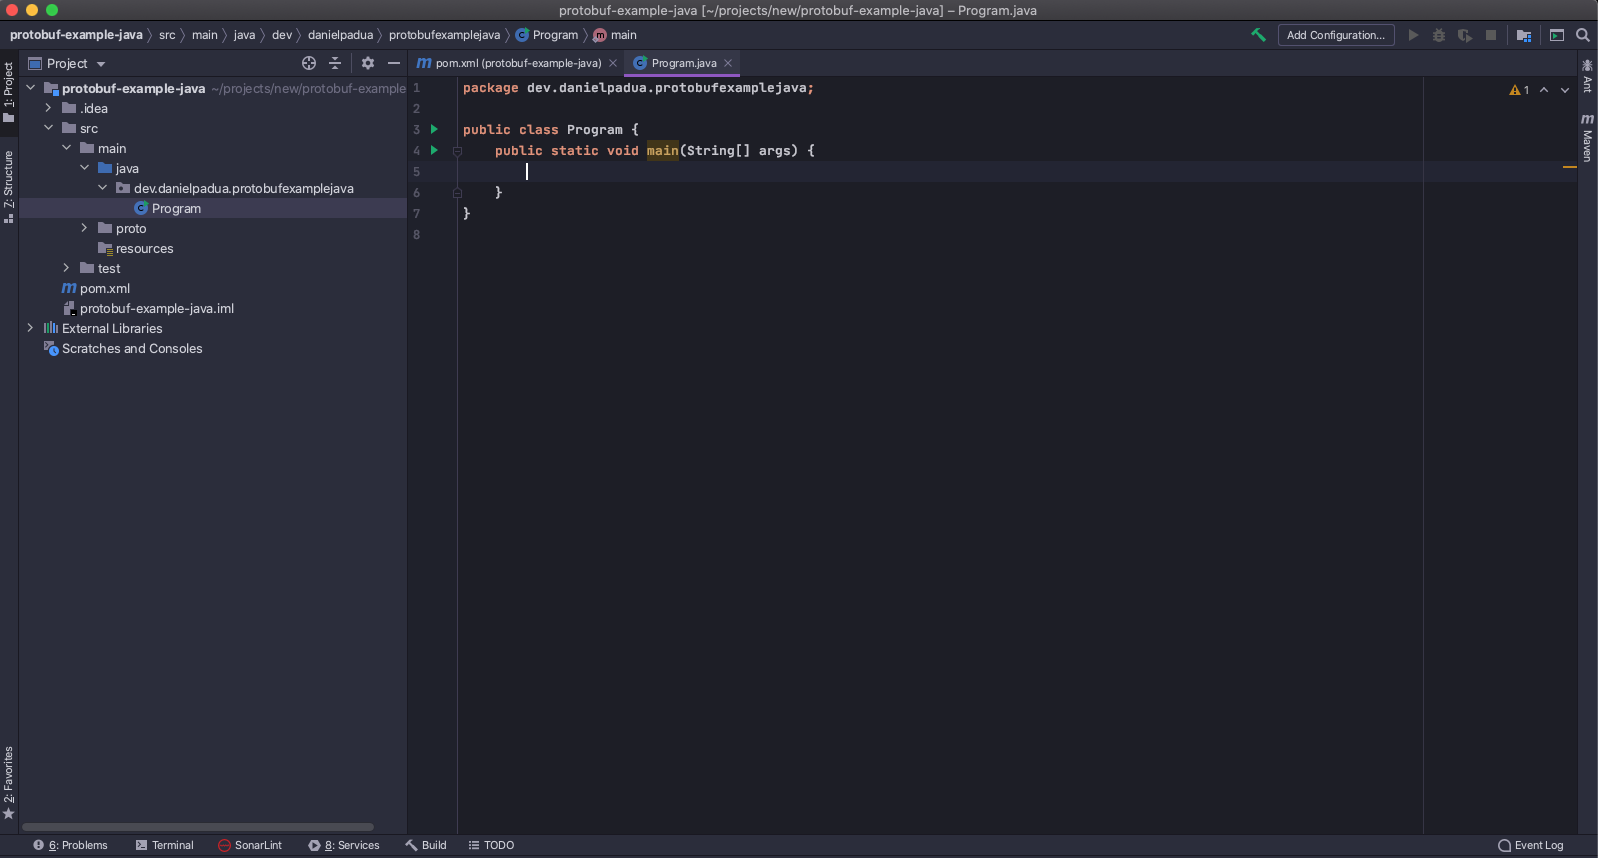 protobuf-example-java [~/projects/new/protobuf-example-java] – Program.java
protobuf-example-java 〉 src 〉 main 〉 java 〉 dev 〉 danielpadua 〉 protobufexamplejava 〉 Program 〉 main
Add Configuration...
1: Project
7: Structure
2: Favorites
Project
protobuf-example-java ~/projects/new/protobuf-example
.idea
src
main
java
dev.danielpadua.protobufexamplejava
Program
proto
resources
test
pom.xml
protobuf-example-java.iml
External Libraries
Scratches and Consoles
pom.xml (protobuf-example-java)
Program.java
1 package dev.danielpadua.protobufexamplejava;
2
3 public class Program {
4 public static void main(String[] args) {
5
6 }
7 }
8
1
Ant
Maven
6: Problems
Terminal
SonarLint
8: Services
Build
TODO
Event Log